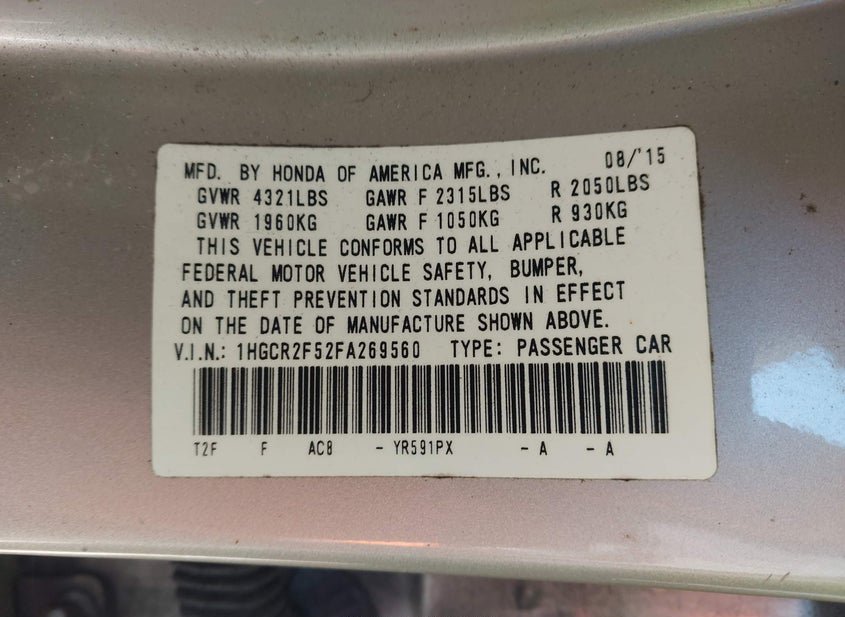 MFD. BY HONDA OF AMERICA MFG., INC. 08/'15
GVWR 4321LBS GAWR F 2315LBS R 2050LBS
GVWR 1960KG GAWR F 1050KG R 930KG
THIS VEHICLE CONFORMS TO ALL APPLICABLE
FEDERAL MOTOR VEHICLE SAFETY, BUMPER,
AND THEFT PREVENTION STANDARDS IN EFFECT
ON THE DATE OF MANUFACTURE SHOWN ABOVE.
V.I.N.: 1HGCR2F52FA269560 TYPE: PASSENGER CAR
T2F F AC8 - YR591PX - A - A